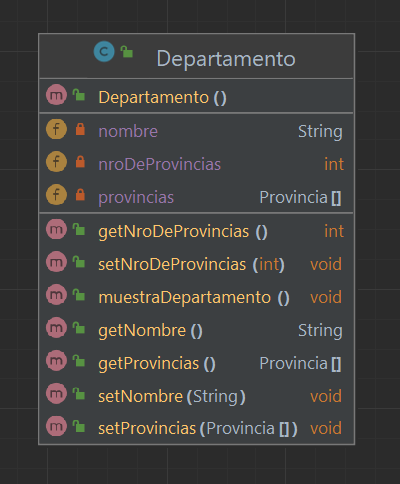 C Departamento
m Departamento ()
f nombre String
f nroDeProvincias int
f provincias Provincia[]
m getNroDeProvincias () int
m setNroDeProvincias (int) void
m muestraDepartamento () void
m getNombre () String
m getProvincias () Provincia[]
m setNombre (String) void
m setProvincias (Provincia []) void